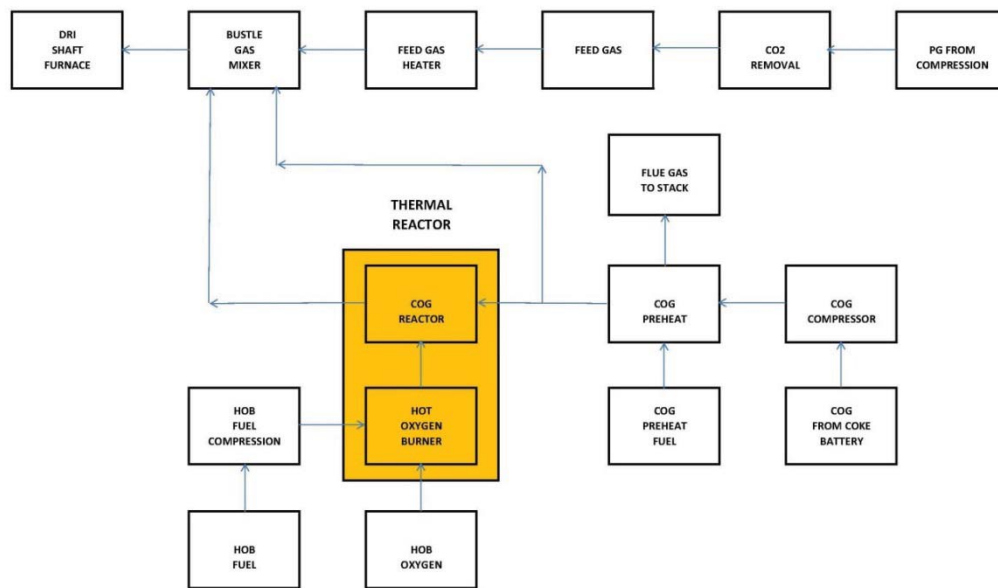 DRI
SHAFT
FURNACE
BUSTLE
GAS
MIXER
FEED GAS
HEATER
FEED GAS
CO2
REMOVAL
PG FROM
COMPRESSION
FLUE GAS
TO STACK
THERMAL
REACTOR
COG
REACTOR
COG
PREHEAT
COG
COMPRESSOR
HOB
FUEL
COMPRESSION
HOT
OXYGEN
BURNER
COG
PREHEAT
FUEL
COG
FROM COKE
BATTERY
HOB
FUEL
HOB
OXYGEN